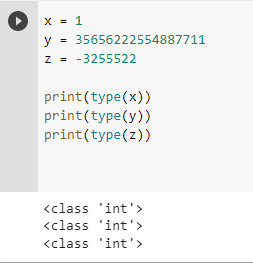 x = 1
y = 35656222554887711
z = -3255522
print(type(x))
print(type(y))
print(type(z))
<class 'int'>
<class 'int'>
<class 'int'>